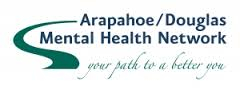 Arapahoe/Douglas
Mental Health Network
your path to a better you